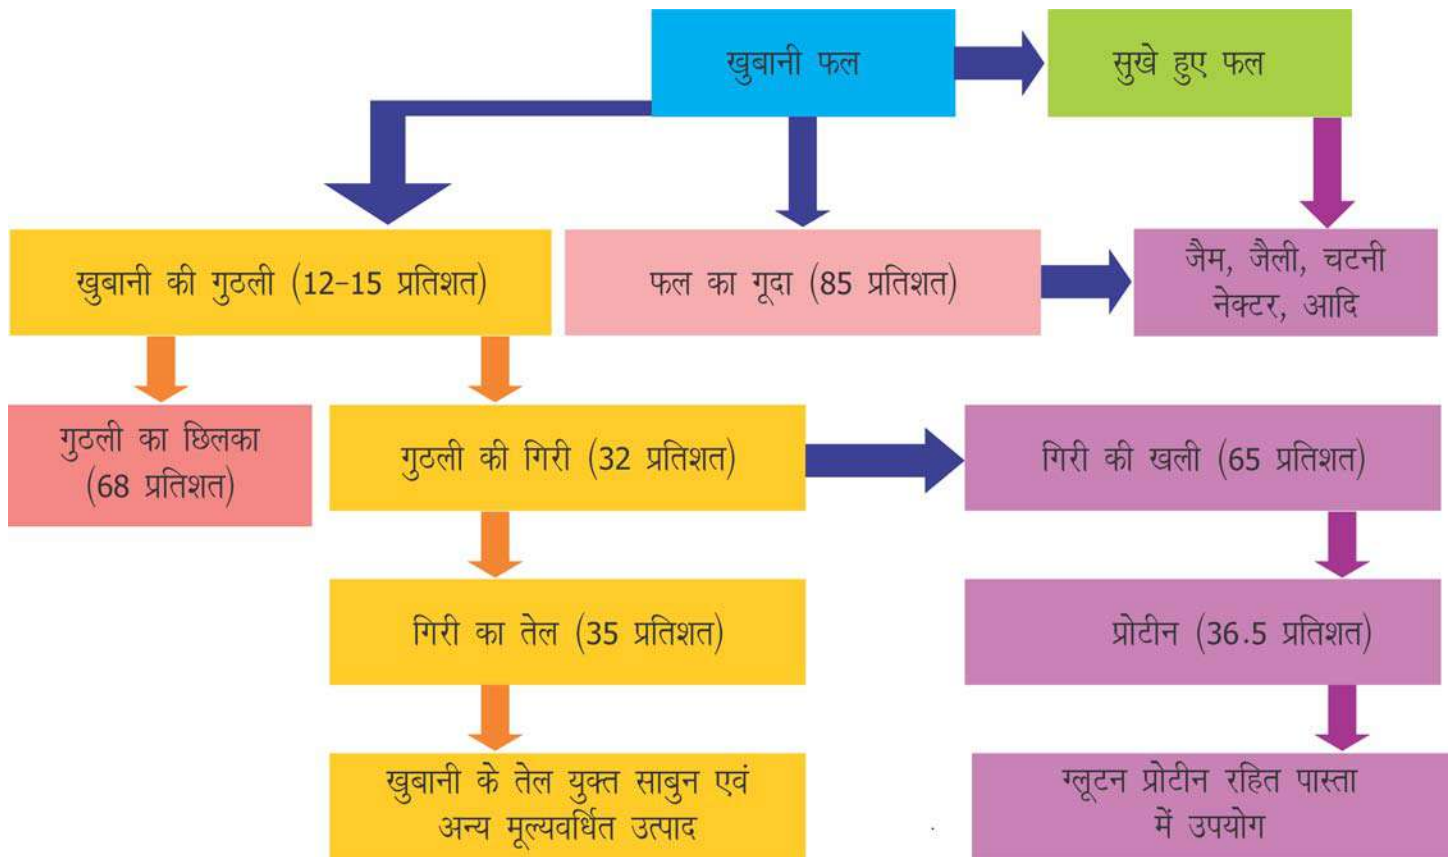 खुबानी फल
सुखे हुए फल
खुबानी की गुठली (12-15 प्रतिशत)
फल का गूदा (85 प्रतिशत)
जैम, जैली, चटनी
नेक्टर, आदि
गुठली का छिलका
(68 प्रतिशत)
गुठली की गिरी (32 प्रतिशत)
गिरी की खली (65 प्रतिशत)
गिरी का तेल (35 प्रतिशत)
प्रोटीन (36.5 प्रतिशत)
खुबानी के तेल युक्त साबुन एवं
अन्य मूल्यवर्धित उत्पाद
ग्लूटन प्रोटीन रहित पास्ता
में उपयोग